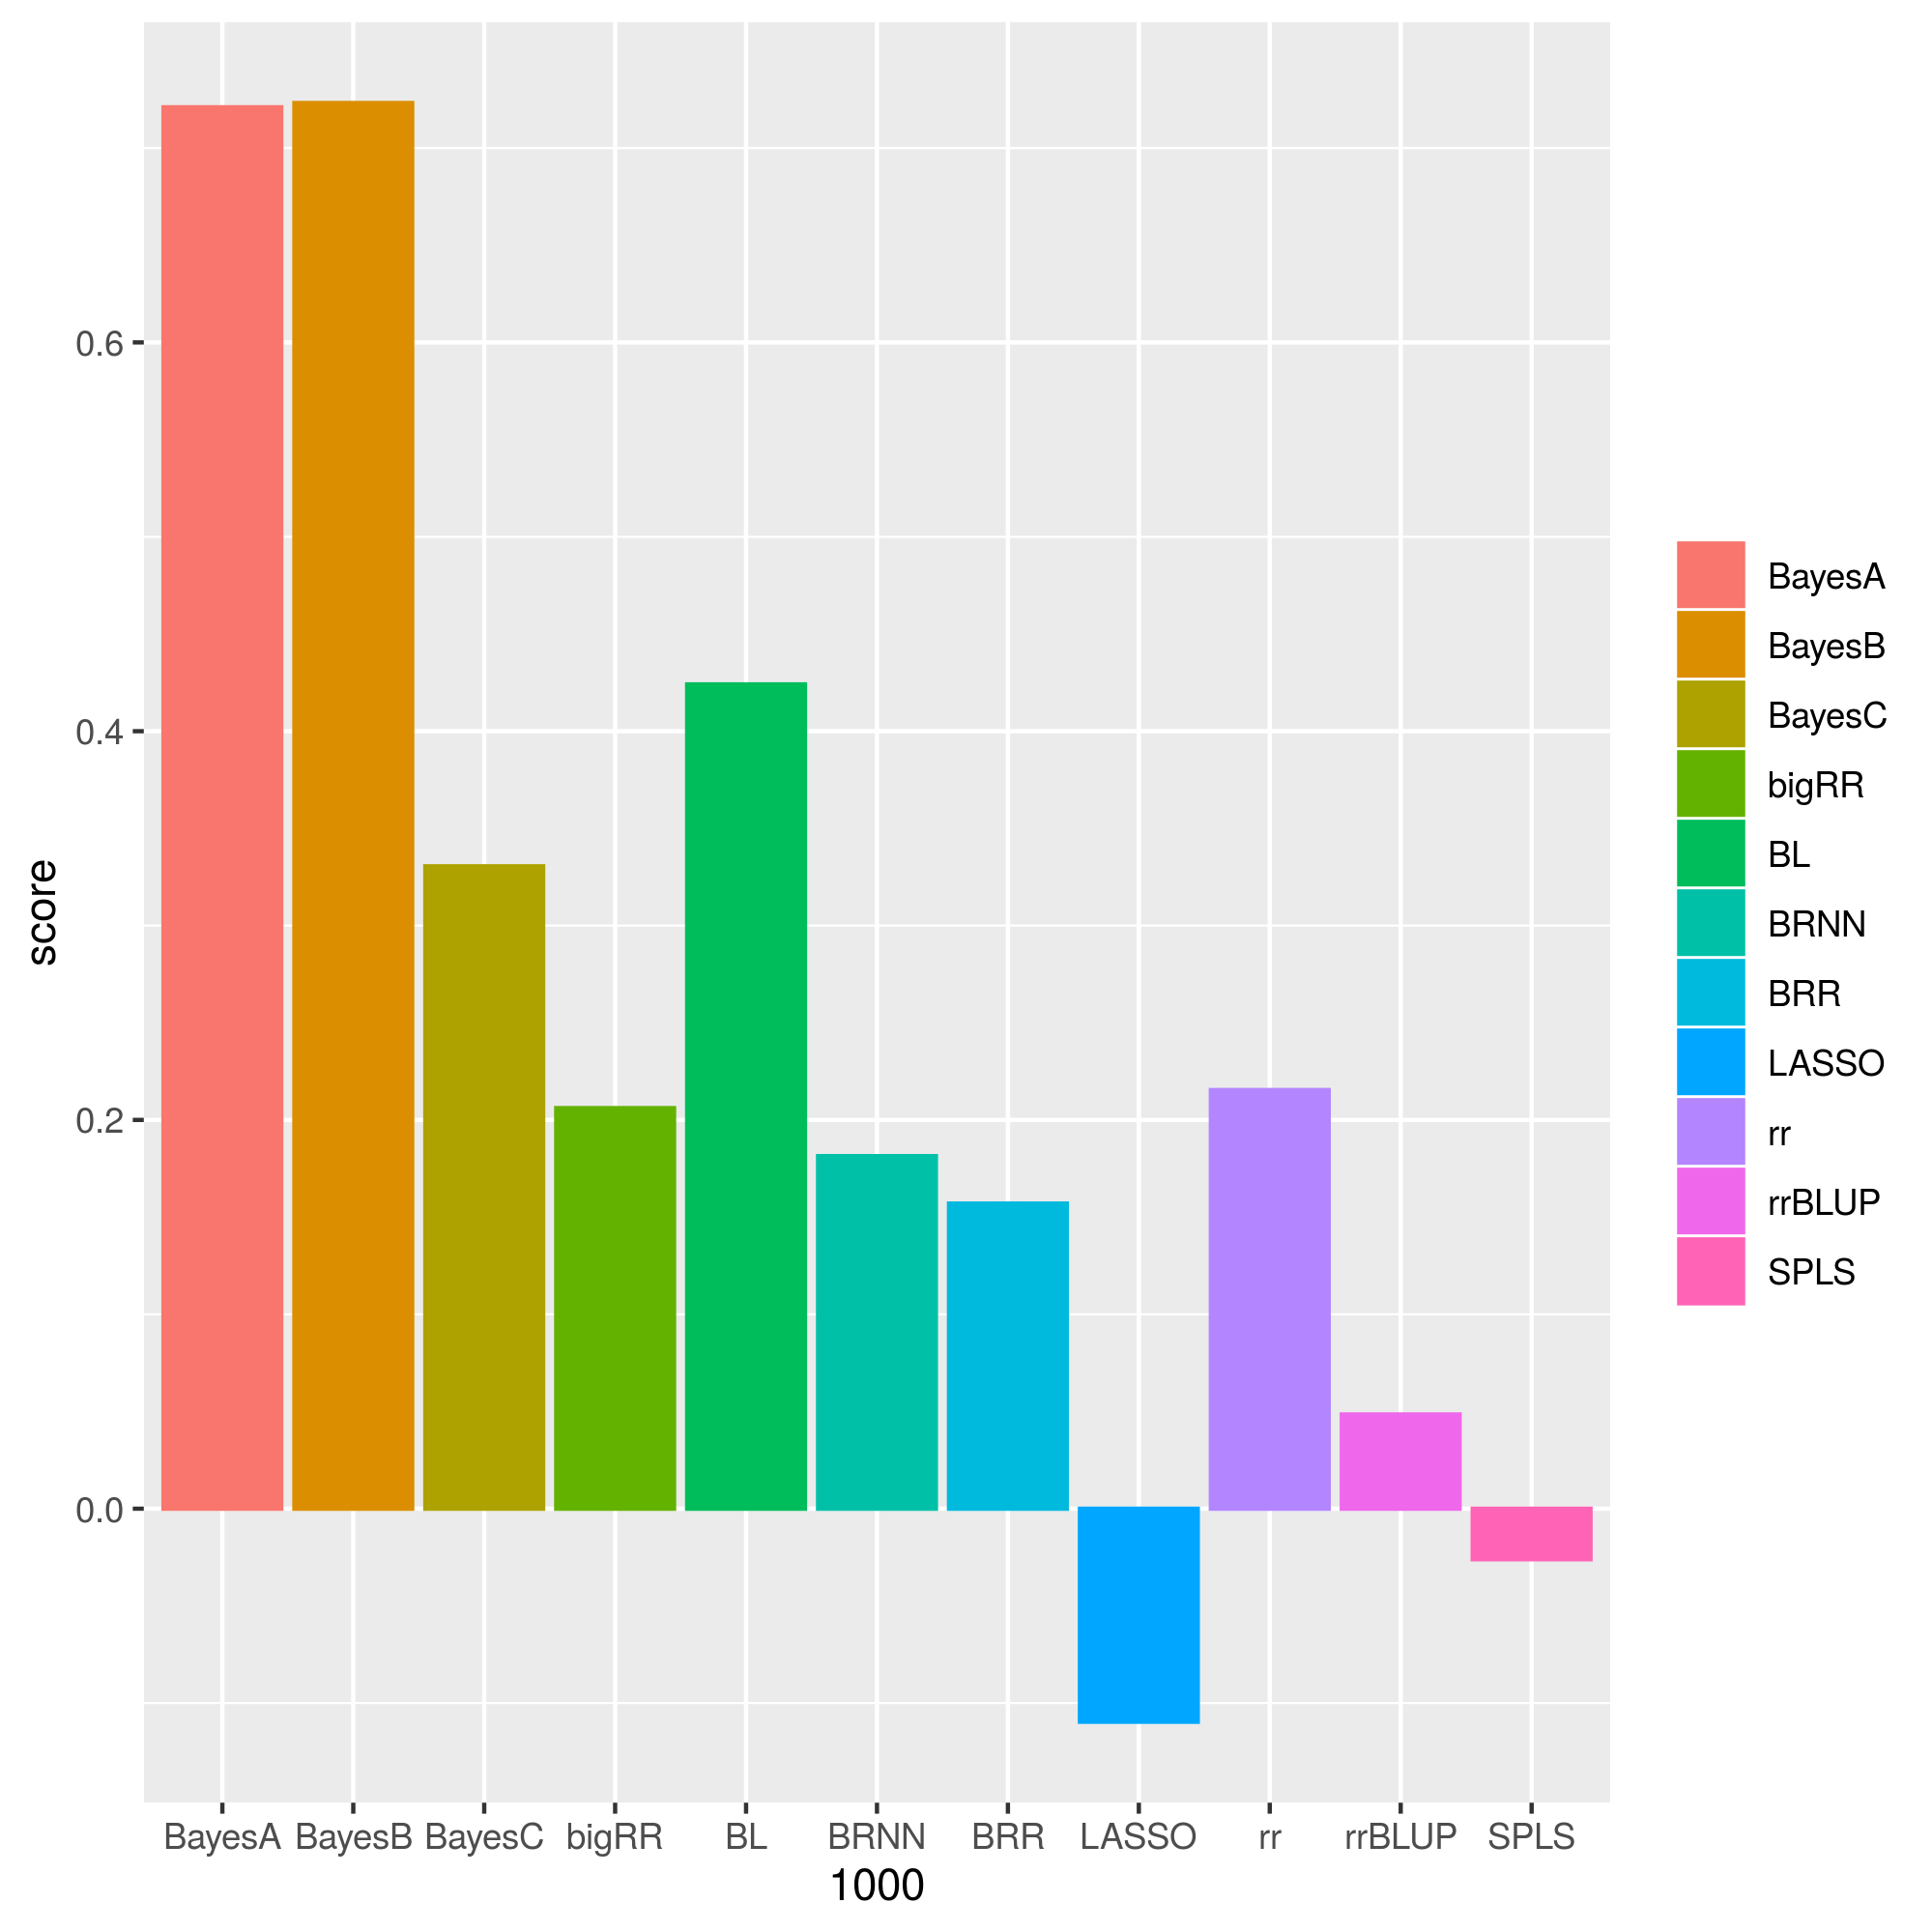 score
0.6
0.4
0.2
0.0
BayesA BayesB BayesC bigRR BL BRNN BRR LASSO rr rrBLUP SPLS
1000
BayesA
BayesB
BayesC
bigRR
BL
BRNN
BRR
LASSO
rr
rrBLUP
SPLS